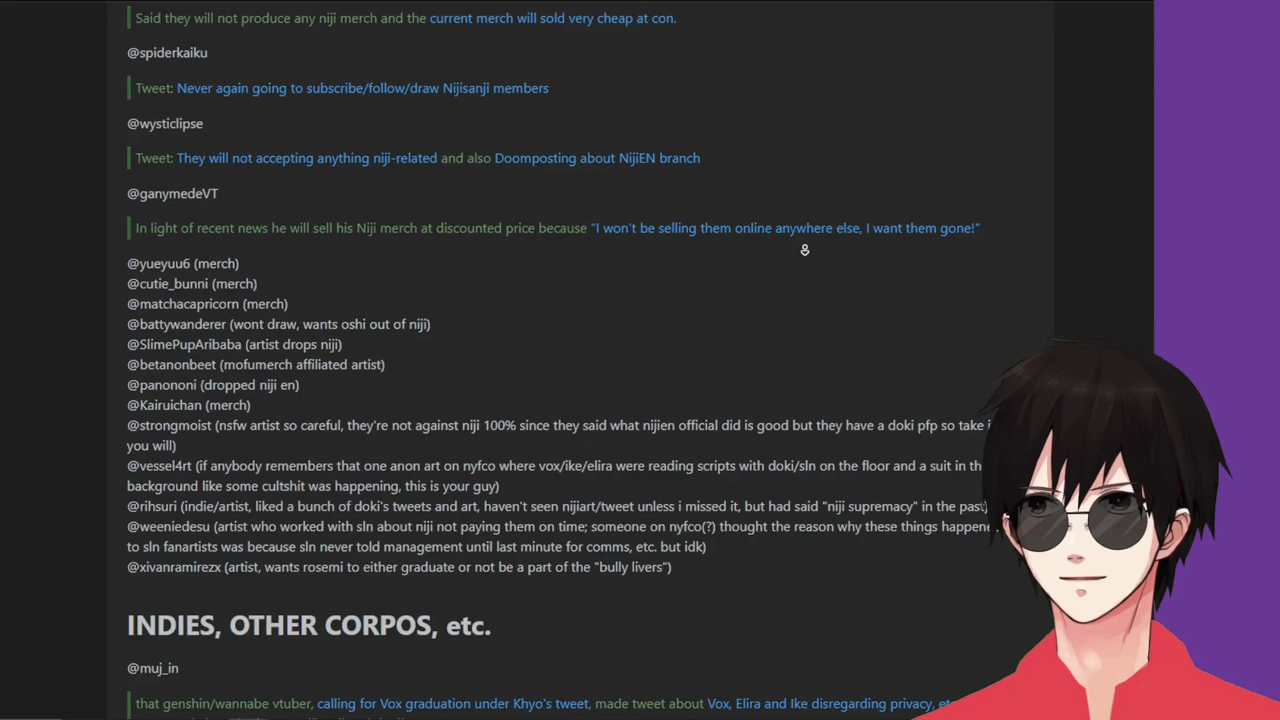 Said they will not produce any niji merch and the current merch will sold very cheap at con.
@spiderkaiku
Tweet: Never again going to subscribe/follow/draw Nijisanji members
@wysticlipse
Tweet: They will not accepting anything niji-related and also Doomposting about NijiEN branch
@ganymedeVT
In light of recent news he will sell his Niji merch at discounted price because "I won't be selling them online anywhere else, I want them gone!"
@yueyuu6 (merch)
@cutie_bunni (merch)
@matchacapricorn (merch)
@battywanderer (wont draw, wants oshi out of niji)
@SlimePupAribaba (artist drops niji)
@betanonbeet (mofumerch affiliated artist)
@panononi (dropped niji en)
@Kairuichan (merch)
@strongmoist (nsfw artist so careful, they're not against niji 100% since they said what nijien official did is good but they have a doki pfp so take
you will)
@vessel4rt (if anybody remembers that one anon art on nyfco where vox/ike/elira were reading scripts with doki/sln on the floor and a suit in
background like some cultshit was happening, this is your guy)
@rihsuri (indie/artist, liked a bunch of doki's tweets and art, haven't seen nijiart/tweet unless i missed it, but had said "niji supremacy" in the past)
@weeniedesu (artist who worked with sln about niji not paying them on time; someone on nyfco(?) thought the reason why these things
to sln fanartists was because sln never told management until last minute for comms, etc. but idk)
@xivanramirezx (artist, wants rosemi to either graduate or not be a part of the "bully livers")
INDIES, OTHER CORPOS, etc.
@muj_in
that genshin/wannabe vtuber, calling for Vox graduation under Khyo's tweet, made tweet about Vox, Elira and Ike disregarding privacy,